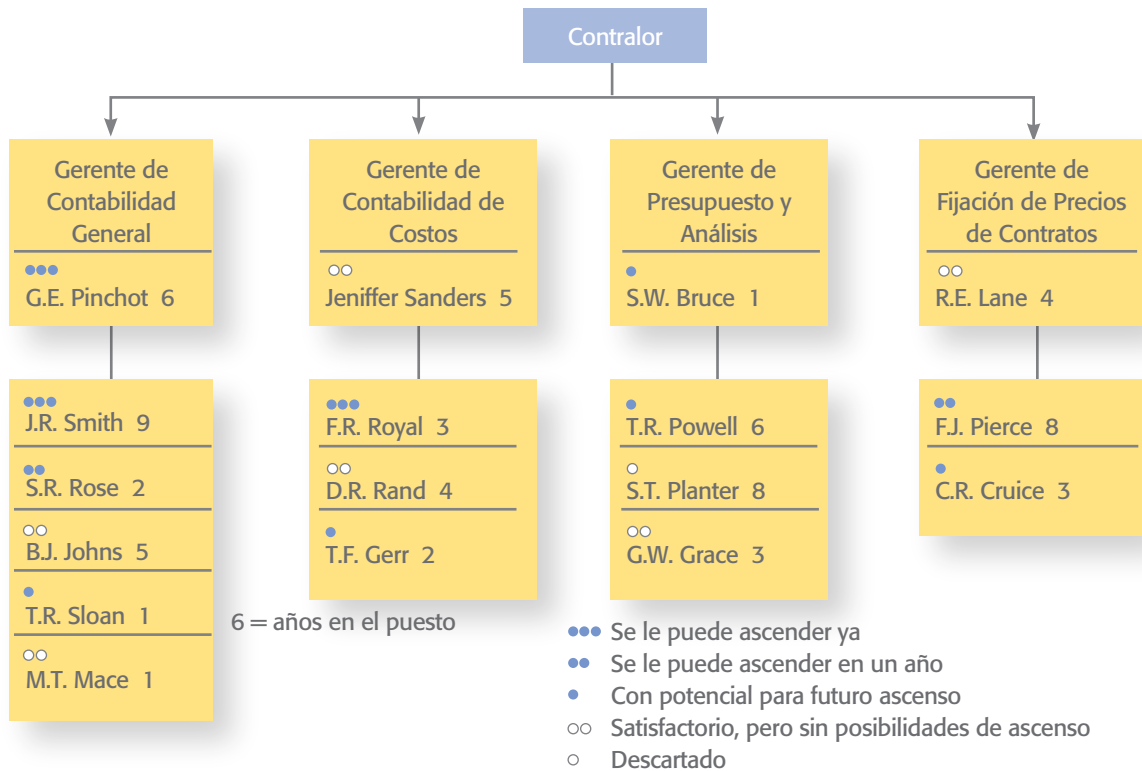 Contralor
Gerente de
Contabilidad
General
G.E. Pinchot 6
Gerente de
Contabilidad de
Costos
Jeniffer Sanders 5
Gerente de
Presupuesto y
Análisis
S.W. Bruce 1
Gerente de
Fijación de Precios
de Contratos
R.E. Lane 4
J.R. Smith 9
S.R. Rose 2
B.J. Johns 5
T.R. Sloan 1
M.T. Mace 1
F.R. Royal 3
D.R. Rand 4
T.F. Gerr 2
T.R. Powell 6
S.T. Planter 8
G.W. Grace 3
F.J. Pierce 8
C.R. Cruice 3
6 = años en el puesto
Se le puede ascender ya
Se le puede ascender en un año
Con potencial para futuro ascenso
Satisfactorio, pero sin posibilidades de ascenso
Descartado